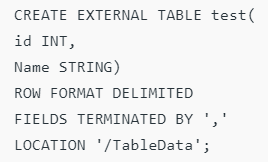 CREATE EXTERNAL TABLE test(
id INT,
Name STRING)
ROW FORMAT DELIMITED
FIELDS TERMINATED BY ','
LOCATION '/TableData';